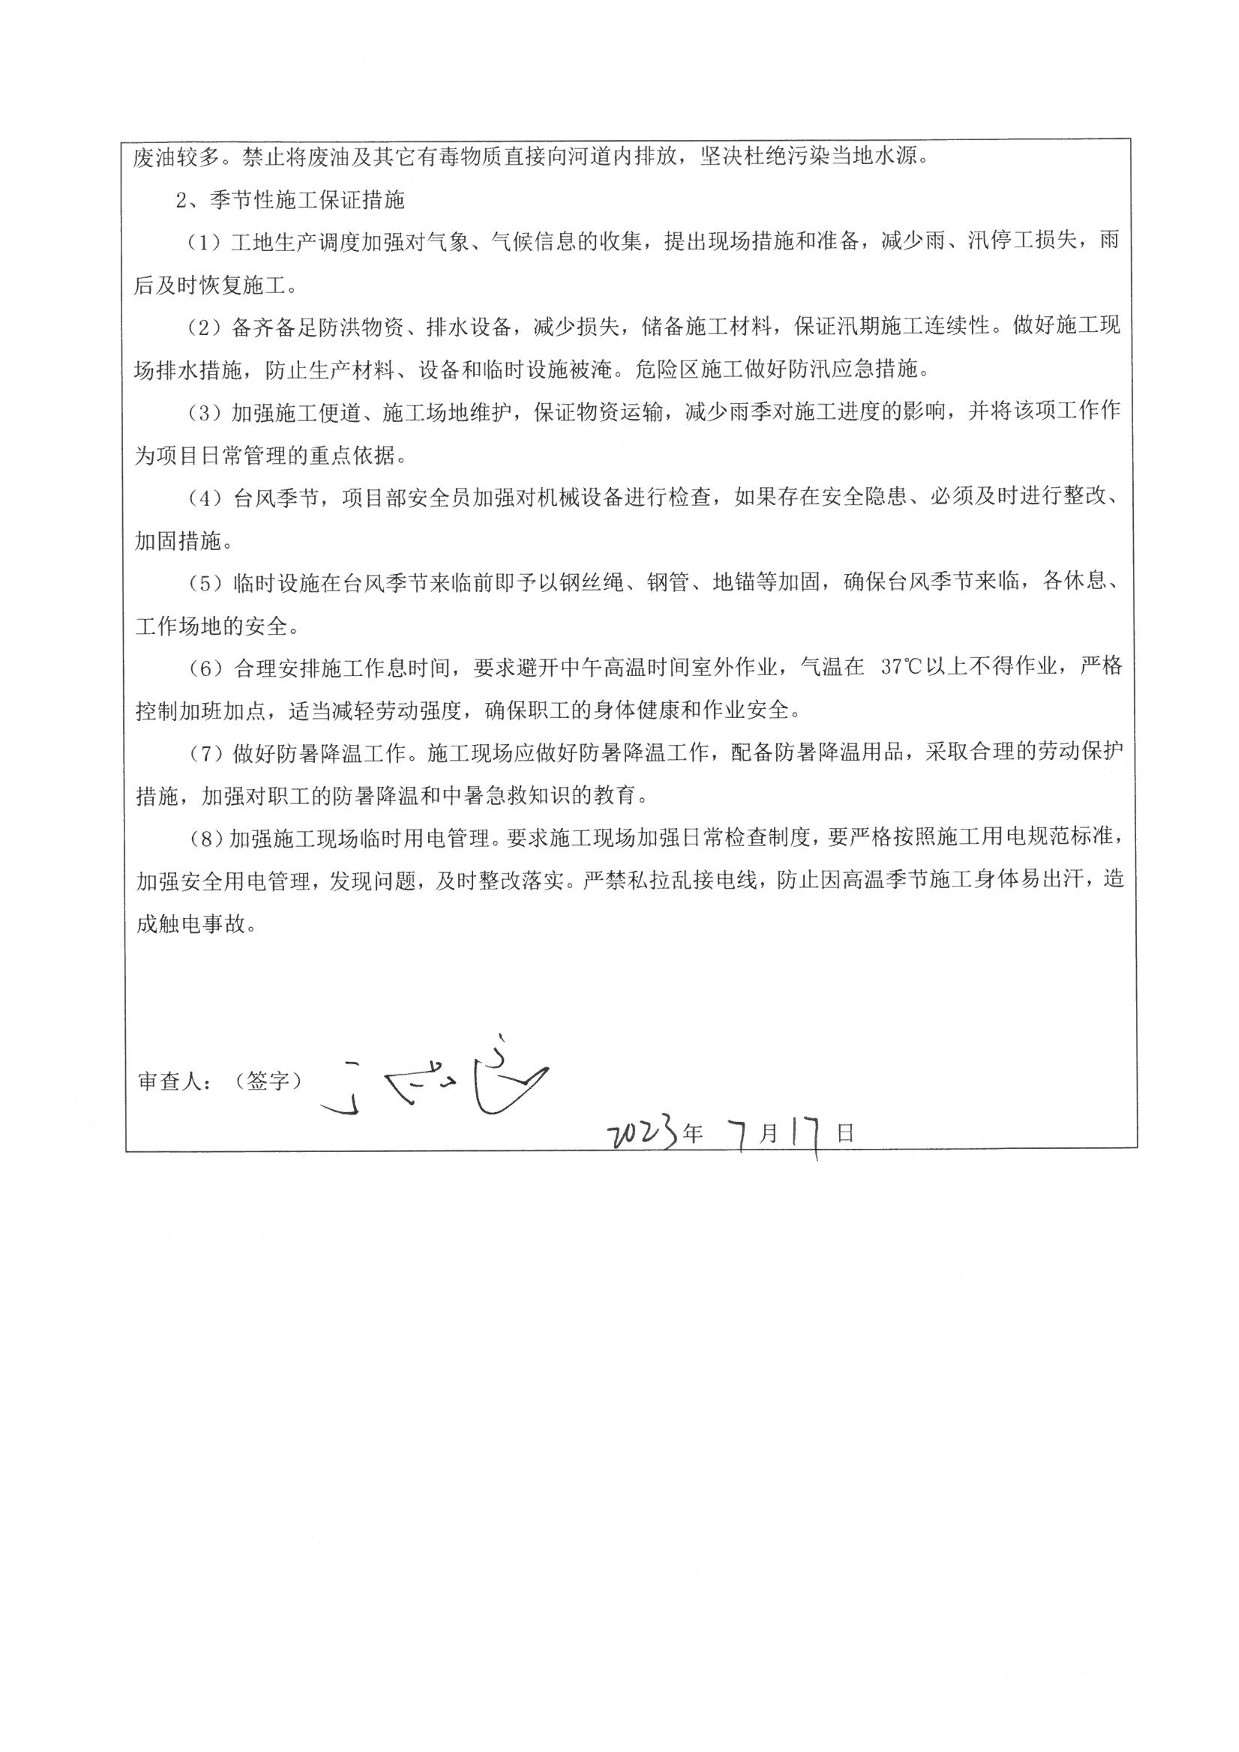 废油较多。禁止将废油及其它有毒物质直接向河道内排放，坚决杜绝污染当地水源。
2、季节性施工保证措施
（1）工地生产调度加强对气象、气候信息的收集，提出现场措施和准备，减少雨、汛停工损失，雨
后及时恢复施工。
（2）备齐备足防洪物资、排水设备，减少损失，储备施工材料，保证汛期施工连续性。做好施工现
场排水措施，防止生产材料、设备和临时设施被淹。危险区施工做好防汛应急措施。
（3）加强施工便道、施工场地维护，保证物资运输，减少雨季对施工进度的影响，并将该项工作作
为项目日常管理的重点依据。
（4）台风季节，项目部安全员加强对机械设备进行检查，如果存在安全隐患、必须及时进行整改、
加固措施。
（5）临时设施在台风季节来临前即予以钢丝绳、钢管、地锚等加固，确保台风季节来临，各休息、
工作场地的安全。
（6）合理安排施工作息时间，要求避开中午高温时间室外作业，气温在 37℃以上不得作业，严格
控制加班加点，适当减轻劳动强度，确保职工的身体健康和作业安全。
（7）做好防暑降温工作。施工现场应做好防暑降温工作，配备防暑降温用品，采取合理的劳动保护
措施，加强对职工的防暑降温和中暑急救知识的教育。
（8）加强施工现场临时用电管理。要求施工现场加强日常检查制度，要严格按照施工用电规范标准，
加强安全用电管理，发现问题，及时整改落实。严禁私拉乱接电线，防止因高温季节施工身体易出汗，造
成触电事故。
审查人：（签字）
2023年 7月17日